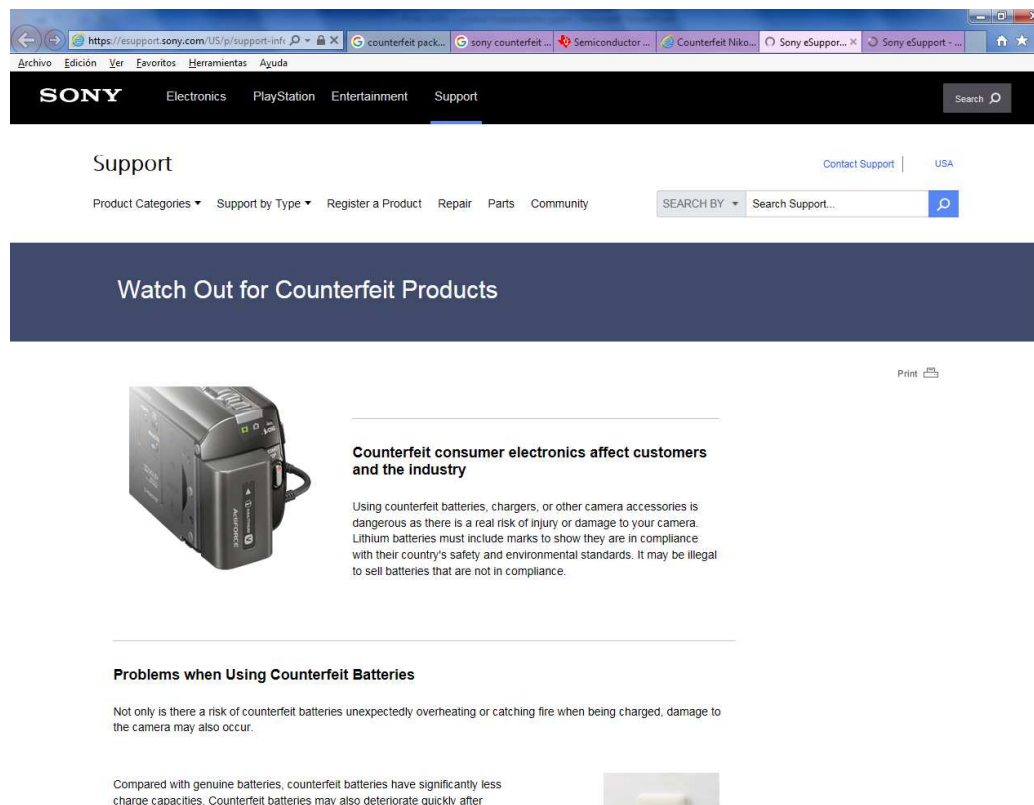 https://esupport.sony.com/US/p/support-info
counterfeit pack...
sony counterfeit ...
Semiconductor ...
Counterfeit Niko...
Sony eSuppor...
Sony eSupport - ...
Archivo Edición Ver Favoritos Herramientas Ayuda
SONY Electronics PlayStation Entertainment Support Search
Support Contact Support USA
Product Categories Support by Type Register a Product Repair Parts Community SEARCH BY Search Support...
Watch Out for Counterfeit Products
Print
ActiFORCE
Counterfeit consumer electronics affect customers
and the industry
Using counterfeit batteries, chargers, or other camera accessories is
dangerous as there is a real risk of injury or damage to your camera.
Lithium batteries must include marks to show they are in compliance
with their country's safety and environmental standards. It may be illegal
to sell batteries that are not in compliance.
Problems when Using Counterfeit Batteries
Not only is there a risk of counterfeit batteries unexpectedly overheating or catching fire when being charged, damage to
the camera may also occur.
Compared with genuine batteries, counterfeit batteries have significantly less
charge capacities. Counterfeit batteries may also deteriorate quickly after